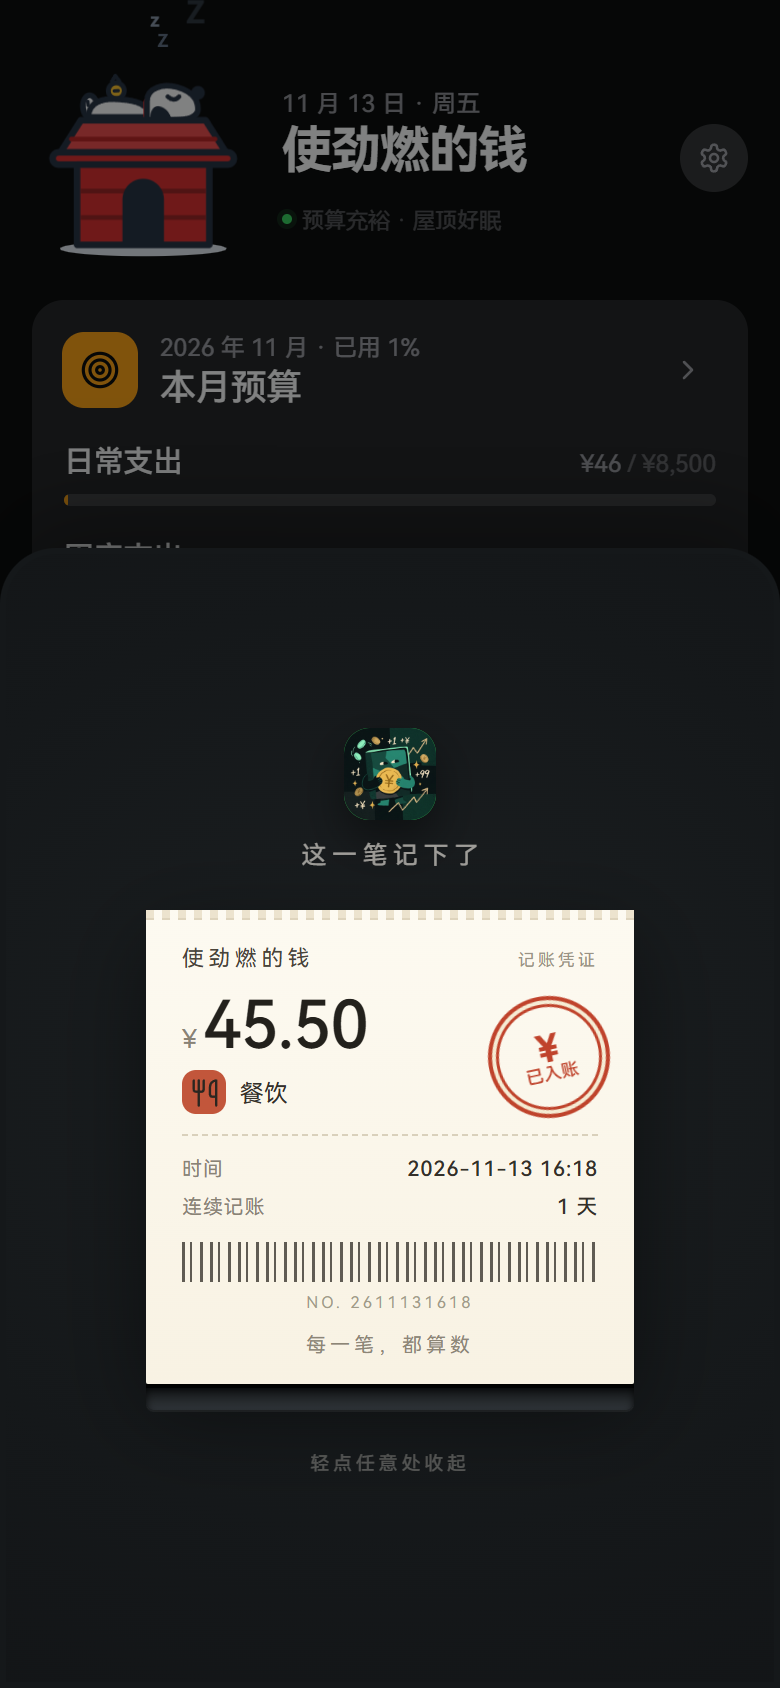 z
Z
z
11 月 13 日 · 周五
使劲燃的钱
预算充裕 · 屋顶好眠
2026 年 11 月 · 已用 1%
本月预算
日常支出
¥46 / ¥8,500
+1 +¥
+1
+99
¥
+¥
这一笔记下了
使劲燃的钱
记账凭证
¥ 45.50
¥
已入账
餐饮
时间
2026-11-13 16:18
连续记账
1 天
NO. 2611131618
每一笔，都算数
轻点任意处收起